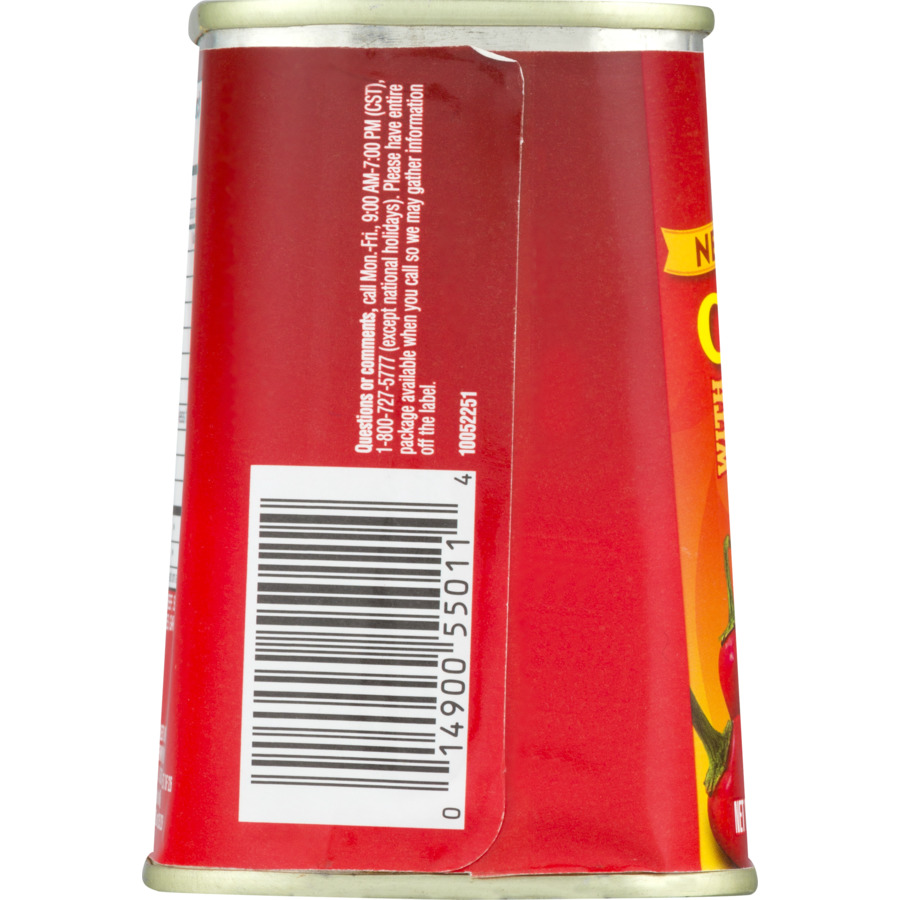 Questions or comments, call Mon.-Fri., 9:00 AM-7:00 PM (CST),
1-800-727-5777 (except national holidays). Please have entire
package available when you call so we may gather information
off the label.
10052251
0 14900 55011 4
NE
WITH
NET